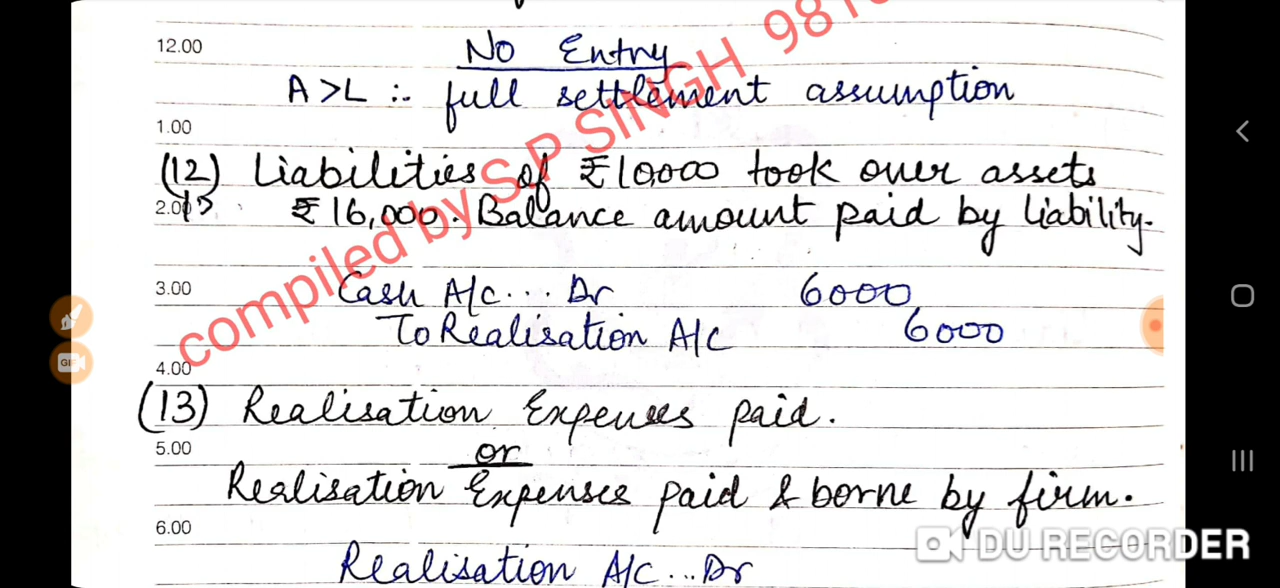 12.00
No Entry
A>L :- full settlement assumption
1.00
(12) Liabilities of ₹10,000 took over assets
2.00
₹16,000. Balance amount paid by liability.
3.00
Cash A/c... Dr 6000
To Realisation A/c 6000
4.00
(13) Realisation Expenses paid.
5.00
or
Realisation Expenses paid & borne by firm.
6.00
Realisation A/c... Dr
compiled by S.P SINGH 981
GIF
DU RECORDER